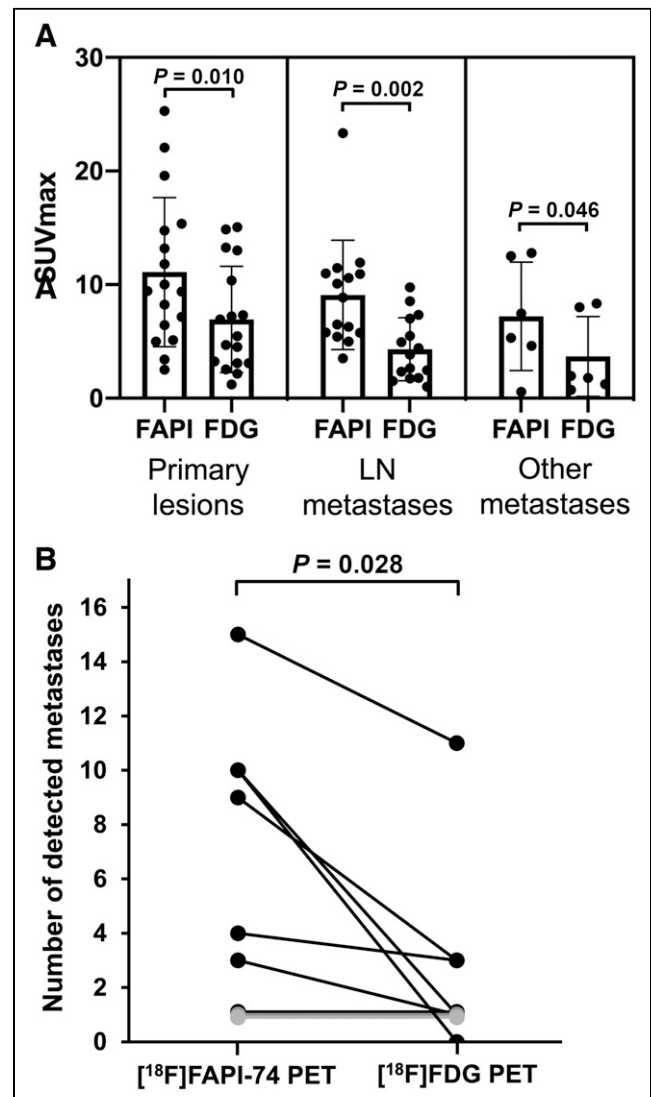 A
30
20
10
0
ASUVmax
P = 0.010
P = 0.002
P = 0.046
FAPI FDG FAPI FDG FAPI FDG
Primary LN Other
lesions metastases metastases
B
P = 0.028
Number of detected metastases
16
14
12
10
8
6
4
2
0
[¹⁸F]FAPI-74 PET [¹⁸F]FDG PET